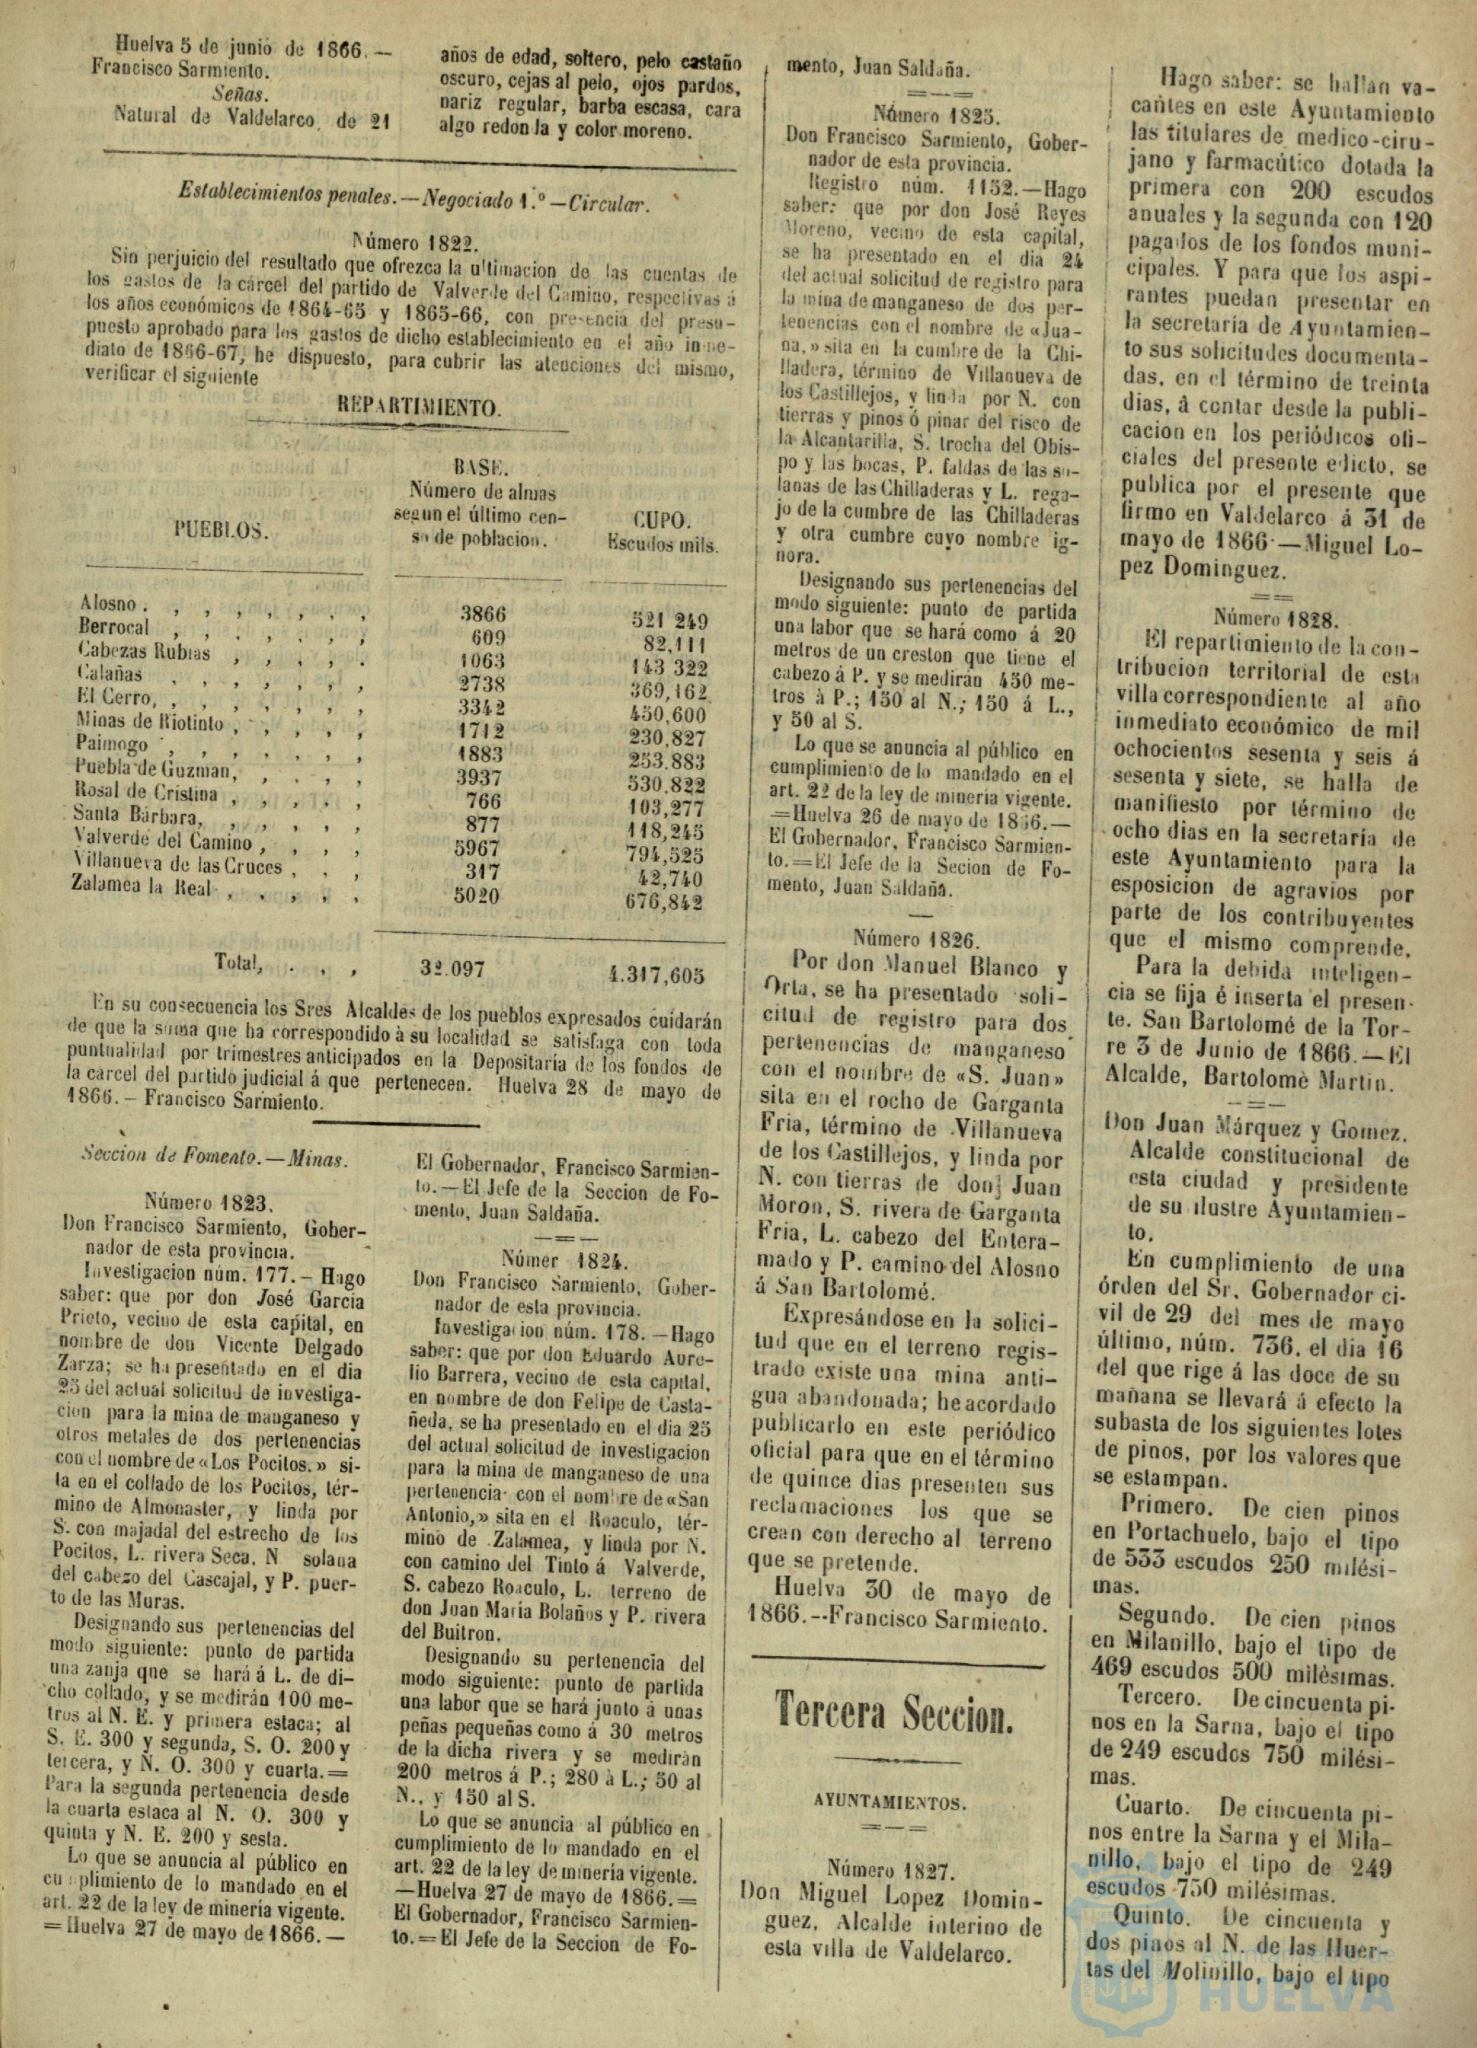 Huelva 5 de junio de 1866.—
Francisco Sarmiento.
Señas.
Natural de Valdelarco, de 21
años de edad, soltero, pelo castaño
oscuro, cejas al pelo, ojos pardos,
nariz regular, barba escasa, cara
algo redonda y color moreno.
Establecimientos penales.—Negociado 1.º—Circular.
Número 1822.
Sin perjuicio del resultado que ofrezca la ultimacion de las cuentas de
los gastos de la cárcel del partido de Valverde del Camino, respectivas á
los años económicos de 1864-65 y 1865-66, con presencia del presu-
puesto aprobado para los gastos de dicho establecimiento en el año inme-
diato de 1866-67, he dispuesto, para cubrir las atenciones del mismo,
verificar el siguiente
REPARTIMIENTO.
BASE.
Número de almas
segun el último cen-
so de poblacion.
PUEBLOS.
CUPO.
Escudos mils.
Alosno . , , , , , , , 3866 521 249
Berrocal , , , , , , , 609 82,111
Cabezas Rubias , , , , . 1063 143 322
Calañas , , , , , , , 2738 369,162
El Cerro, , , , , , , 3342 450,600
Minas de Riotinto , , , , , 1712 230,827
Paimogo , , , , , , , 1883 253.883
Puebla de Guzman, , , , , 3937 530.822
Rosal de Cristina , , , , , 766 103,277
Santa Bárbara, , , , , , 877 118,245
Valverde del Camino , , , , 5967 794,525
Villanueva de las Cruces , , , 317 42,740
Zalamea la Real , , , , , 5020 676,842
Total, . , , 32.097 4.317,605
En su consecuencia los Sres Alcaldes de los pueblos expresados cuidarán
de que la suma que ha correspondido à su localidad se satisfaga con toda
puntualidad por trimestres anticipados en la Depositaría de los fondos de
la cárcel del partido judicial á que pertenecen. Huelva 28 de mayo de
1866.—Francisco Sarmiento.
Seccion de Fomento.—Minas.
Número 1823.
Don Francisco Sarmiento, Gober-
nador de esta provincia.
Investigacion núm. 177.—Hago
saber: que por don José Garcia
Prieto, vecino de esta capital, en
nombre de don Vicente Delgado
Zarza; se ha presentado en el dia
25 del actual solicitud de investiga-
cion para la mina de manganeso y
otros metales de dos pertenencias
con el nombre de «Los Pocitos,» si-
ta en el collado de los Pocitos, tér-
mino de Almonaster, y linda por
S. con majadal del estrecho de los
Pocitos, L. rivera Seca, N solana
del cabezo del Cascajal, y P. puer-
to de las Muras.
Designando sus pertenencias del
modo siguiente: punto de partida
una zanja que se hará á L. de di-
cho collado, y se medirán 100 me-
tros al N. E. y primera estaca; al
S. E. 300 y segunda, S. O. 200 y
tercera, y N. O. 300 y cuarta.=
Para la segunda pertenencia desde
la cuarta estaca al N. O. 300 y
quinta y N. E. 200 y sesta.
Lo que se anuncia al público en
cumplimiento de lo mandado en el
art. 22 de la ley de minería vigente.
=Huelva 27 de mayo de 1866.—
El Gobernador, Francisco Sarmien-
to.—El Jefe de la Seccion de Fo-
mento, Juan Saldaña.
Númer 1824.
Don Francisco Sarmiento, Gober-
nador de esta provincia.
Investigacion núm. 178.—Hago
saber: que por don Eduardo Aure-
lio Barrera, vecino de esta capital,
en nombre de don Felipe de Casta-
ñeda, se ha presentado en el dia 25
del actual solicitud de investigacion
para la mina de manganeso de una
pertenencia con el nombre de «San
Antonio,» sita en el Roaculo, tér-
mino de Zalamea, y linda por N.
con camino del Tinto á Valverde,
S. cabezo Roaculo, L. terreno de
don Juan Maria Bolaños y P. rivera
del Buitron.
Designando su pertenencia del
modo siguiente: punto de partida
una labor que se hará junto á unas
peñas pequeñas como á 30 metros
de la dicha rivera y se medirán
200 metros á P.; 280 à L.; 50 al
N., y 150 al S.
Lo que se anuncia al público en
cumplimiento de lo mandado en el
art. 22 de la ley de minería vigente.
—Huelva 27 de mayo de 1866.=
El Gobernador, Francisco Sarmien-
to.=El Jefe de la Seccion de Fo-
mento, Juan Saldaña.
Número 1825.
Don Francisco Sarmiento, Gober-
nador de esta provincia.
Registro núm. 1152.—Hago
saber: que por don José Reyes
Moreno, vecino de esta capital,
se ha presentado en el dia 24
del actual solicitud de registro para
la mina de manganeso de dos per-
tenencias con el nombre de «Jua-
na,» sita en la cumbre de la Chi-
lladera, término de Villanueva de
los Castillejos, y linda por N. con
tierras y pinos ó pinar del risco de
la Alcantarilla, S. trocha del Obis-
po y las bocas, P. faldas de las so-
lanas de las Chilladeras y L. rega-
jo de la cumbre de las Chilladeras
y otra cumbre cuyo nombre ig-
nora.
Designando sus pertenencias del
modo siguiente: punto de partida
una labor que se hará como á 20
metros de un creston que tiene el
cabezo á P. y se medirán 450 me-
tros à P.; 150 al N.; 150 á L.,
y 50 al S.
Lo que se anuncia al público en
cumplimiento de lo mandado en el
art. 22 de la ley de minería vigente.
=Huelva 26 de mayo de 1866.—
El Gobernador, Francisco Sarmien-
to.=El Jefe de la Secion de Fo-
mento, Juan Saldaña.
Número 1826.
Por don Manuel Blanco y
Orta, se ha presentado soli-
citud de registro para dos
pertenencias de manganeso
con el nombre de «S. Juan»
sita en el rocho de Garganta
Fria, término de Villanueva
de los Castillejos, y linda por
N. con tierras de don Juan
Moron, S. rivera de Garganta
Fria, L. cabezo del Entera-
mado y P. camino del Alosno
á San Bartolomé.
Expresándose en la solici-
tud que en el terreno regis-
trado existe una mina anti-
gua abandonada; he acordado
publicarlo en este periódico
oficial para que en el término
de quince dias presenten sus
reclamaciones los que se
crean con derecho al terreno
que se pretende.
Huelva 30 de mayo de
1866.--Francisco Sarmiento.
Tercera Seccion.
AYUNTAMIENTOS.
Número 1827.
Don Miguel Lopez Domin-
guez, Alcalde interino de
esta villa de Valdelarco.
Hago saber: se hallan va-
cantes en este Ayuntamiento
las titulares de medico-ciru-
jano y farmacútico dotada la
primera con 200 escudos
anuales y la segunda con 120
pagados de los fondos muni-
cipales. Y para que los aspi-
rantes puedan presentar en
la secretaría de Ayuntamien-
to sus solicitudes documenta-
das, en el término de treinta
dias, á contar desde la publi-
cacion en los periódicos ofi-
ciales del presente edicto, se
publica por el presente que
firmo en Valdelarco á 31 de
mayo de 1866.—Miguel Lo-
pez Dominguez.
Número 1828.
El repartimiento de la con-
tribucion territorial de esta
villa correspondiente al año
inmediato económico de mil
ochocientos sesenta y seis á
sesenta y siete, se halla de
manifiesto por término de
ocho dias en la secretaría de
este Ayuntamiento para la
esposicion de agravios por
parte de los contribuyentes
que el mismo comprende.
Para la debida inteligen-
cia se fija é inserta el presen-
te. San Bartolomé de la Tor-
re 3 de Junio de 1866.—El
Alcalde, Bartolomè Martin.
Don Juan Márquez y Gomez,
Alcalde constitucional de
esta ciudad y presidente
de su ilustre Ayuntamien-
to.
En cumplimiento de una
órden del Sr. Gobernador ci-
vil de 29 del mes de mayo
último, núm. 736, el dia 16
del que rige á las doce de su
mañana se llevará á efecto la
subasta de los siguientes lotes
de pinos, por los valores que
se estampan.
Primero. De cien pinos
en Portachuelo, bajo el tipo
de 533 escudos 250 milési-
mas.
Segundo. De cien pinos
en Milanillo, bajo el tipo de
469 escudos 500 milésimas.
Tercero. De cincuenta pi-
nos en la Sarna, bajo el tipo
de 249 escudos 750 milési-
mas.
Cuarto. De cincuenta pi-
nos entre la Sarna y el Mila-
nillo, bajo el tipo de 249
escudos 750 milésimas.
Quinto. De cincuenta y
dos pinos al N. de las Huer-
tas del Molinillo, bajo el tipo
HUELVA